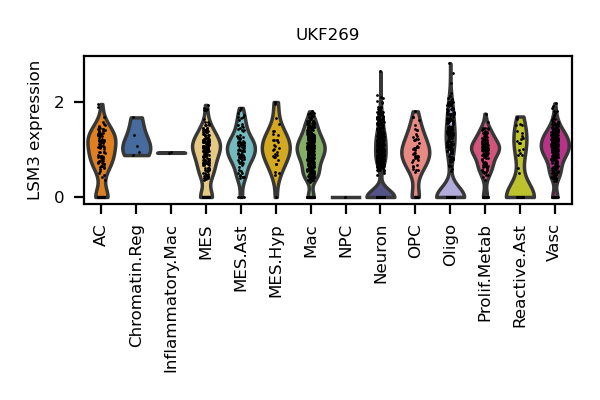 UKF269
LSM3 expression
2
0
AC
Chromatin.Reg
Inflammatory.Mac
MES
MES.Ast
MES.Hyp
Mac
NPC
Neuron
OPC
Oligo
Prolif.Metab
Reactive.Ast
Vasc